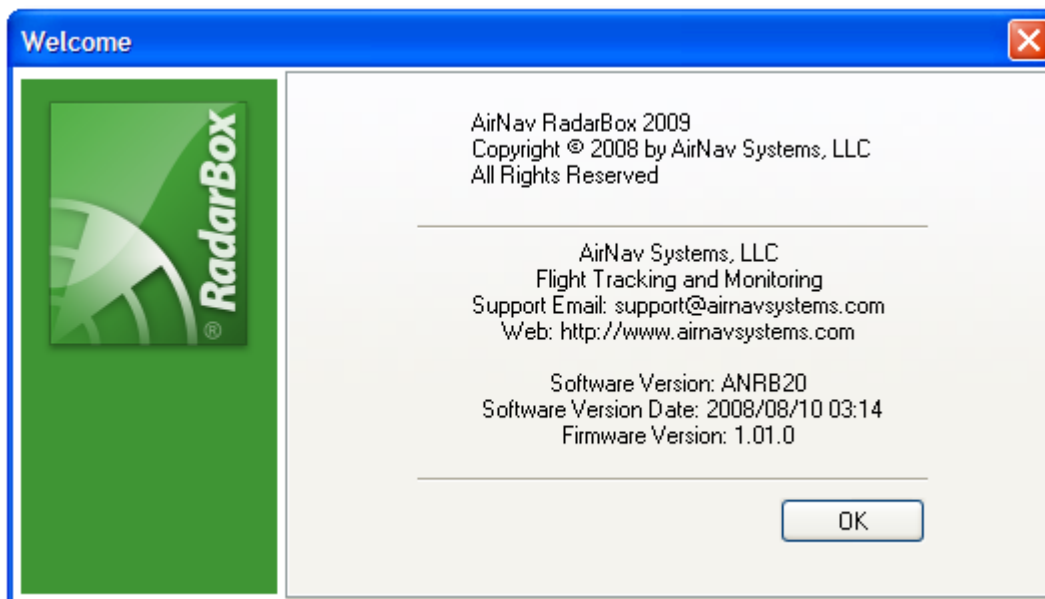 Welcome
® RadarBox
AirNav RadarBox 2009
Copyright © 2008 by AirNav Systems, LLC
All Rights Reserved
AirNav Systems, LLC
Flight Tracking and Monitoring
Support Email: support@airnavsystems.com
Web: http://www.airnavsystems.com
Software Version: ANRB20
Software Version Date: 2008/08/10 03:14
Firmware Version: 1.01.0
OK